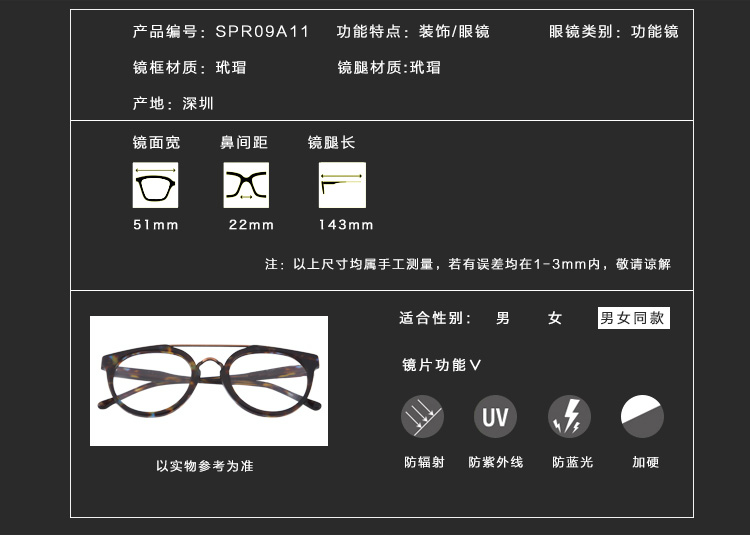 产品编号：SPR09A11 功能特点：装饰/眼镜 眼镜类别：功能镜
镜框材质：玳瑁 镜腿材质:玳瑁
产地：深圳
镜面宽 鼻间距 镜腿长
51mm 22mm 143mm
注：以上尺寸均属手工测量，若有误差均在1-3mm内，敬请谅解
适合性别： 男 女 男女同款
镜片功能∨
UV
防辐射 防紫外线 防蓝光 加硬
以实物参考为准